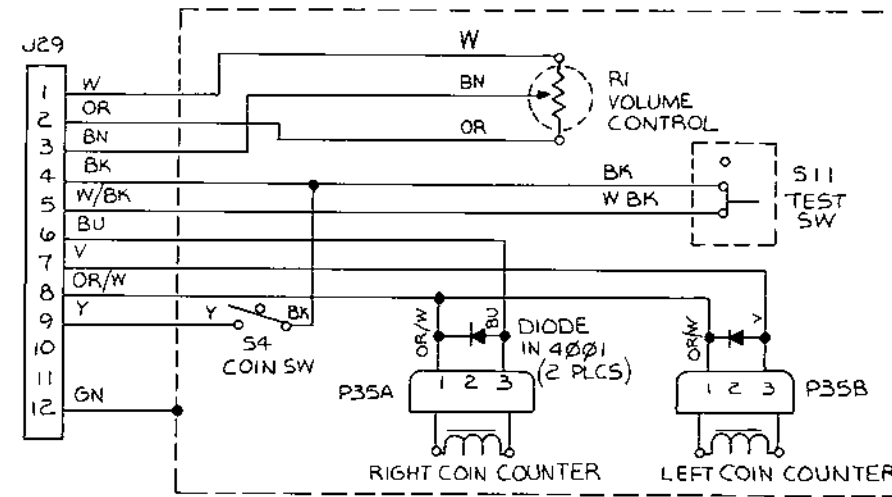 J29
1 W
2 OR
3 BN
4 BK
5 W/BK
6 BU
7 V
8 OR/W
9 Y
10
11
12 GN
W
BN
OR
R1
VOLUME
CONTROL
BK
W BK
S11
TEST
SW
Y
BK
S4
COIN SW
OR/W
BU
DIODE
IN 4001
(2 PLCS)
OR/W
V
P35A
1 2 3
1 2 3
P35B
RIGHT COIN COUNTER
LEFT COIN COUNTER